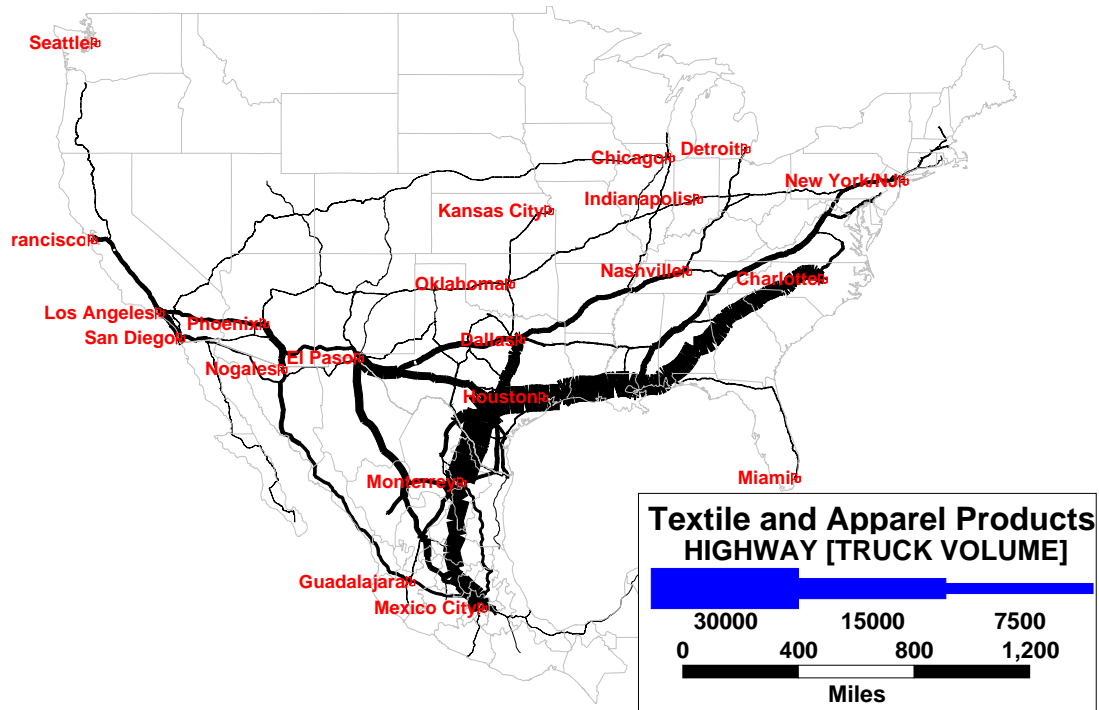 Seattle
Chicago
Detroit
New York/NJ
Indianapolis
Kansas City
rancisco
Nashville
Charlotte
Oklahoma
Los Angeles
Phoenix
San Diego
Dallas
El Paso
Nogales
Houston
Monterrey
Miami
Guadalajara
Mexico City
Textile and Apparel Products
HIGHWAY [TRUCK VOLUME]
30000 15000 7500
0 400 800 1,200
Miles